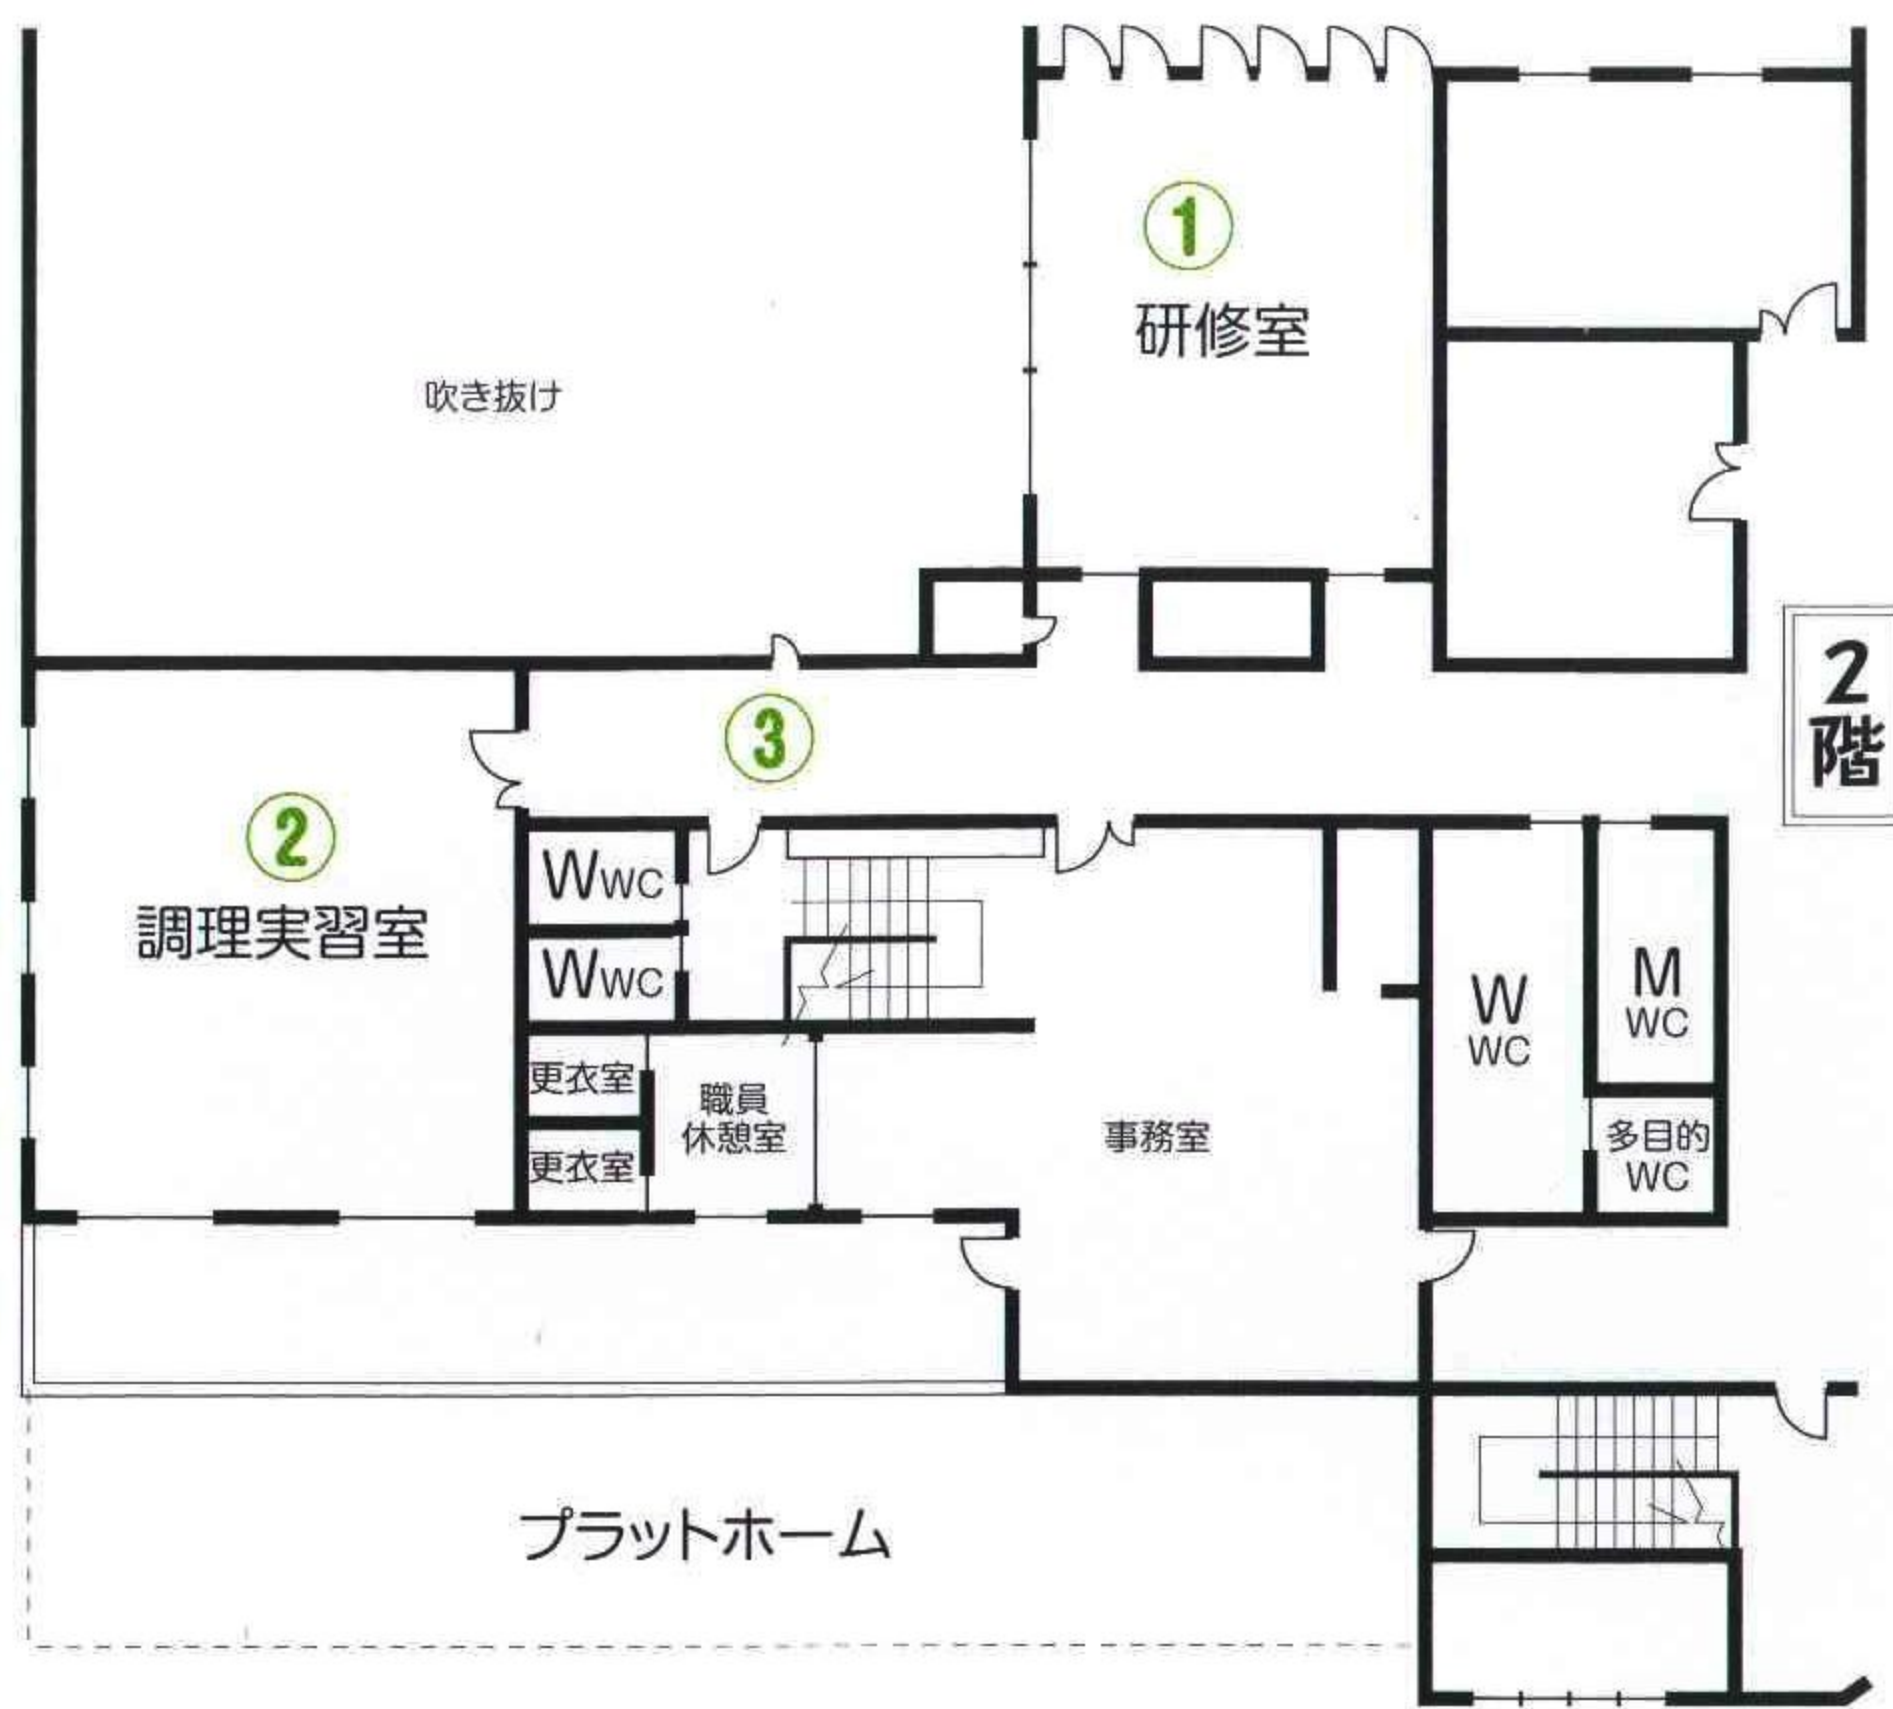 ①
研修室
吹き抜け
2
階
③
②
調理実習室
WWC
WWC
W
WC
M
WC
更衣室
更衣室
職員
休憩室
事務室
多目的
WC
プラットホーム